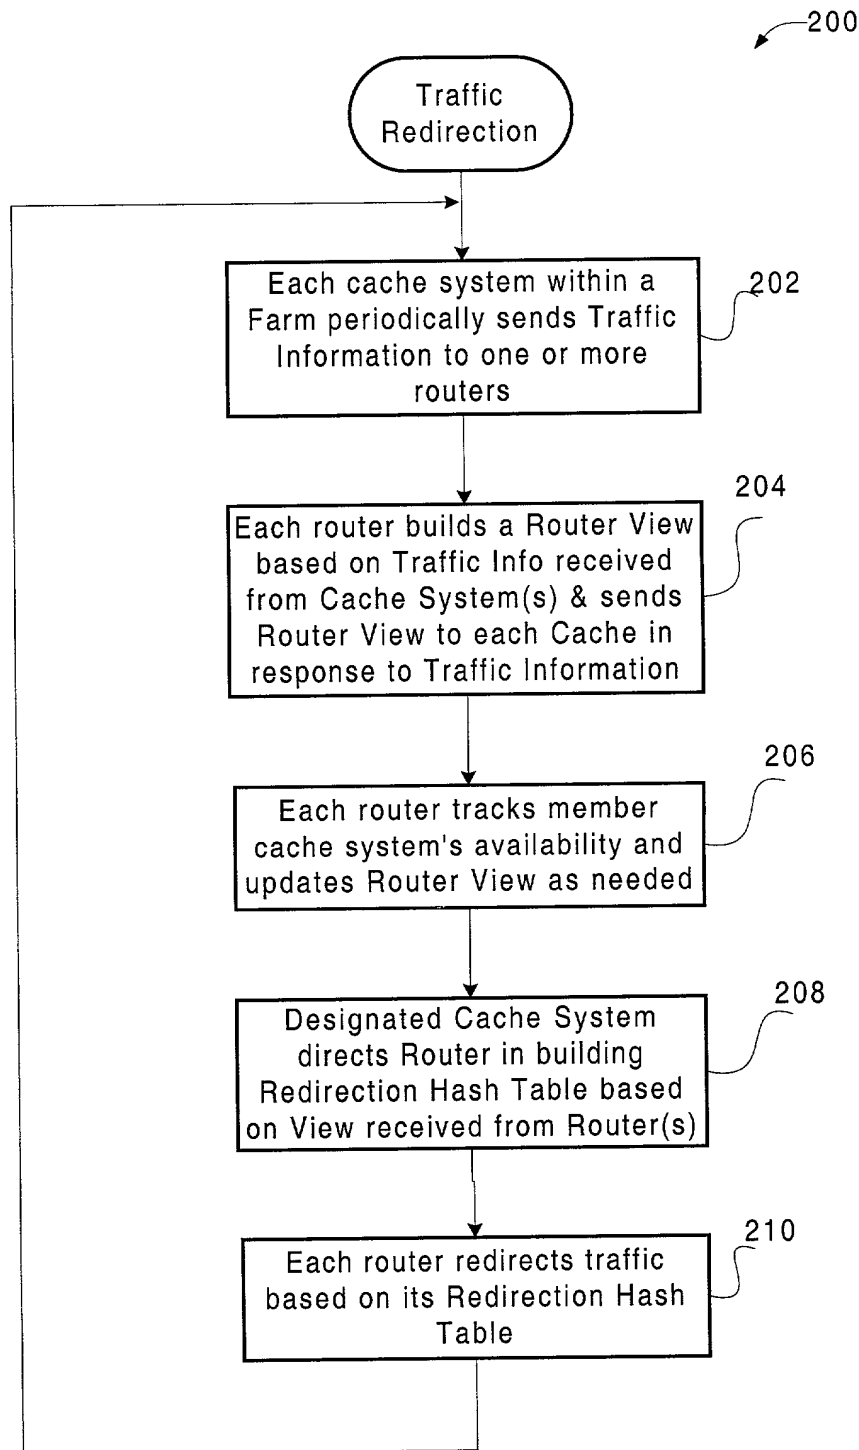 200
Traffic
Redirection
Each cache system within a
Farm periodically sends Traffic
Information to one or more
routers
202
204
Each router builds a Router View
based on Traffic Info received
from Cache System(s) & sends
Router View to each Cache in
response to Traffic Information
206
Each router tracks member
cache system's availability and
updates Router View as needed
208
Designated Cache System
directs Router in building
Redirection Hash Table based
on View received from Router(s)
210
Each router redirects traffic
based on its Redirection Hash
Table